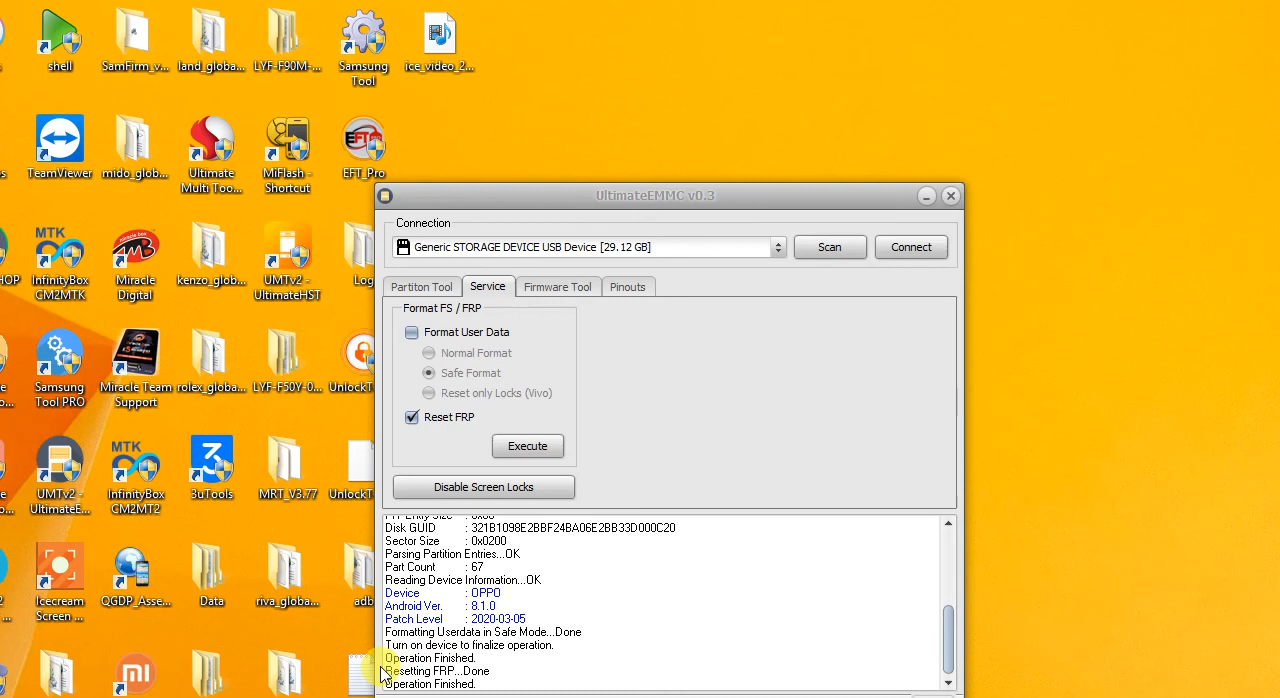 shell
SamFirm_v...
land_globa...
LYF-F90M-...
Samsung
Tool
ice_video_2...
TeamViewer
mido_glob...
Ultimate
Multi Too...
MiFlash -
Shortcut
EFT_Pro
UltimateEMMC v0.3
Connection
Generic STORAGE DEVICE USB Device [29.12 GB]
Scan
Connect
MTK
InfinityBox
CM2MTK
Miracle
Digital
kenzo_glob...
UMTv2 -
UltimateHST
Log
Partiton Tool
Service
Firmware Tool
Pinouts
Format FS / FRP
Format User Data
Normal Format
Safe Format
Reset only Locks (Vivo)
Reset FRP
Execute
Disable Screen Locks
Samsung
Tool PRO
Miracle Team
Support
rolex_globa...
LYF-F50Y-0...
UnlockT
UMTv2 -
UltimateE...
MTK
InfinityBox
CM2MT2
3uTools
MRT_V3.77
UnlockT
Disk GUID : 321B1098E2BBF24BA06E2BB33D000C20
Sector Size : 0x0200
Parsing Partition Entries...OK
Part Count : 67
Reading Device Information...OK
Device : OPPO
Android Ver. : 8.1.0
Patch Level : 2020-03-05
Formatting Userdata in Safe Mode...Done
Turn on device to finalize operation.
Operation Finished.
Resetting FRP...Done
Operation Finished.
Icecream
Screen ...
QGDP_Asse...
Data
riva_globa...
adb